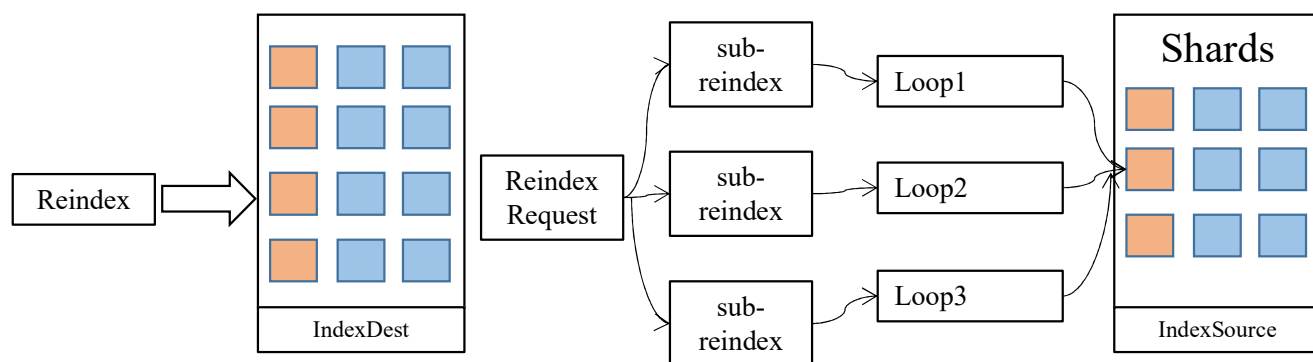 Reindex
IndexDest
Reindex
Request
sub-
reindex
sub-
reindex
sub-
reindex
Loop1
Loop2
Loop3
Shards
IndexSource